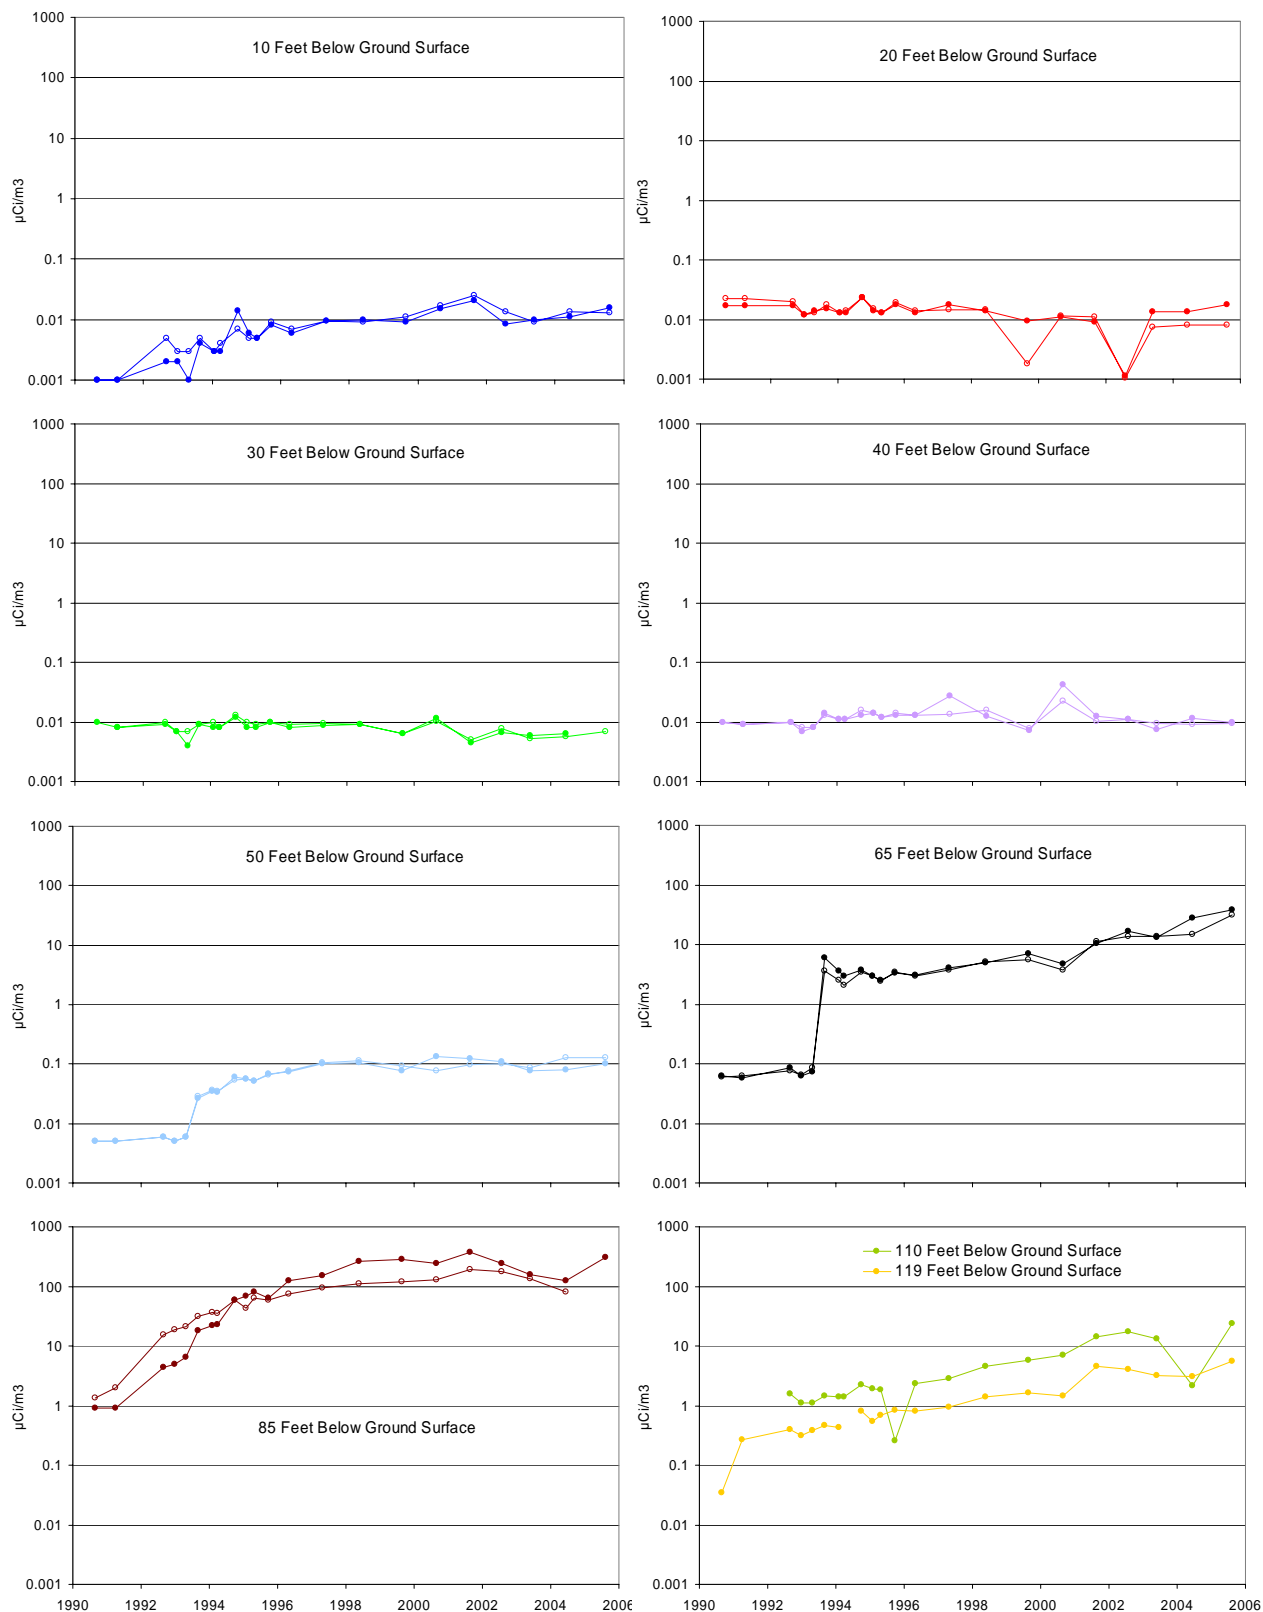 1000
10 Feet Below Ground Surface
100
10
1
0.1
0.01
0.001
µCi/m3
1000
20 Feet Below Ground Surface
100
10
1
0.1
0.01
0.001
µCi/m3
1000
30 Feet Below Ground Surface
100
10
1
0.1
0.01
0.001
µCi/m3
1000
40 Feet Below Ground Surface
100
10
1
0.1
0.01
0.001
µCi/m3
1000
50 Feet Below Ground Surface
100
10
1
0.1
0.01
0.001
µCi/m3
1000
65 Feet Below Ground Surface
100
10
1
0.1
0.01
0.001
µCi/m3
1000
100
10
1
85 Feet Below Ground Surface
0.1
0.01
0.001
µCi/m3
1990 1992 1994 1996 1998 2000 2002 2004 2006
1000
110 Feet Below Ground Surface
119 Feet Below Ground Surface
100
10
1
0.1
0.01
0.001
µCi/m3
1990 1992 1994 1996 1998 2000 2002 2004 2006